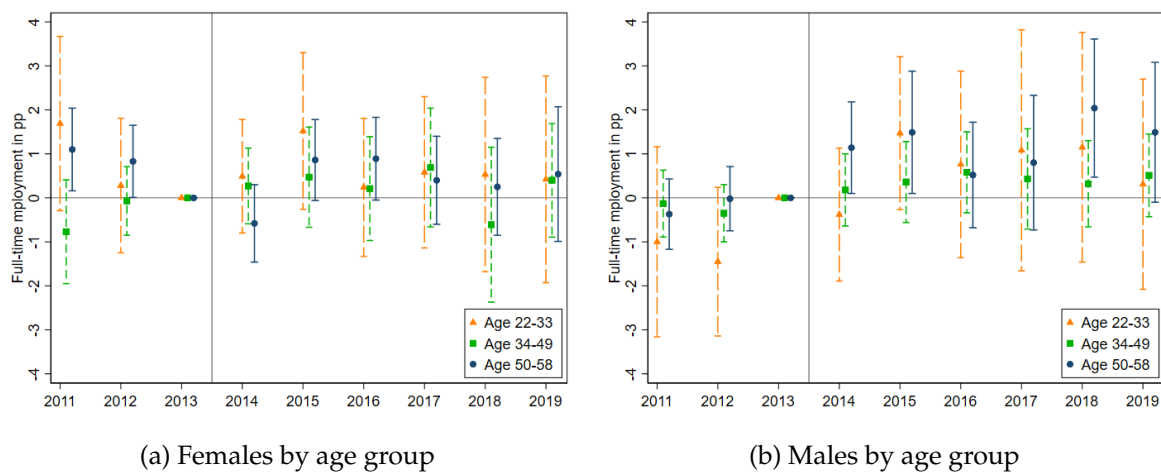 Full-time mployment in pp
4
3
2
1
0
-1
-2
-3
-4
Age 22-33
Age 34-49
Age 50-58
2011 2012 2013 2014 2015 2016 2017 2018 2019
(a) Females by age group
Full-time mployment in pp
4
3
2
1
0
-1
-2
-3
-4
Age 22-33
Age 34-49
Age 50-58
2011 2012 2013 2014 2015 2016 2017 2018 2019
(b) Males by age group